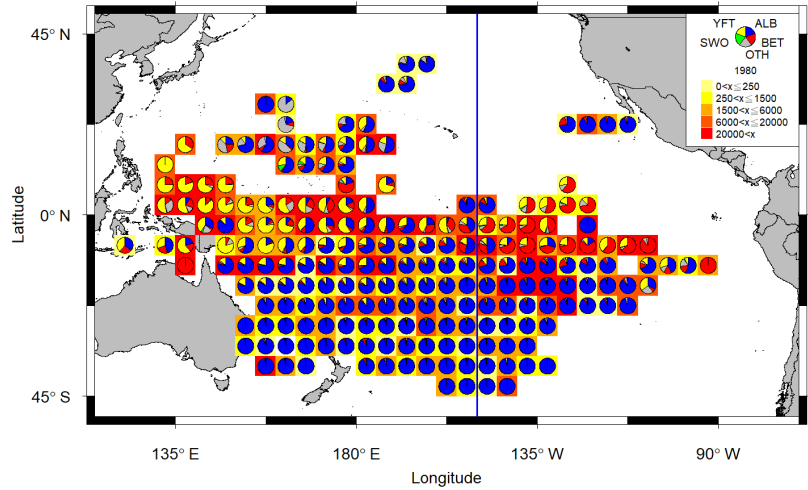 45° N
0° N
45° S
Latitude
135° E
180° E
135° W
90° W
Longitude
YFT ALB
SWO BET
OTH
1980
0<x≦250
250<x≦1500
1500<x≦6000
6000<x≦20000
20000<x